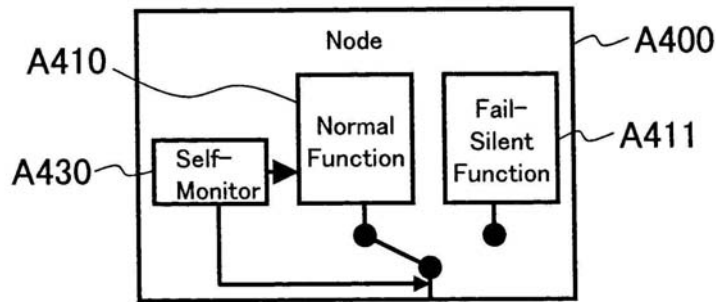 Node
A400
A410
Normal
Function
Fail-
Silent
Function
A411
A430
Self-
Monitor